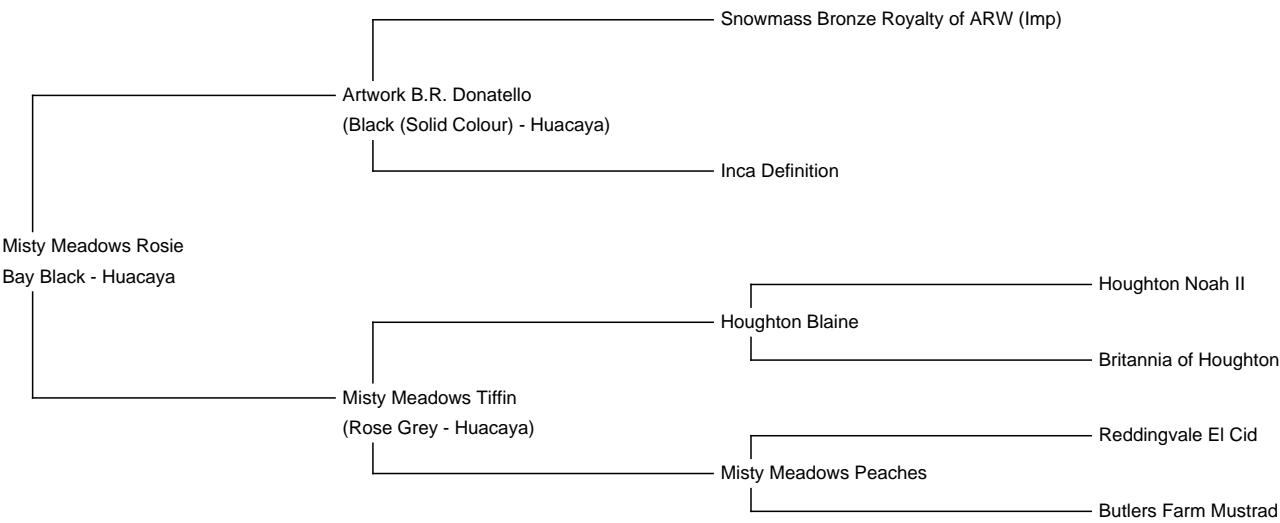 Snowmass Bronze Royalty of ARW (Imp)
Artwork B.R. Donatello
(Black (Solid Colour) - Huacaya)
Inca Definition
Misty Meadows Rosie
Bay Black - Huacaya
Houghton Noah II
Houghton Blaine
Britannia of Houghton
Misty Meadows Tiffin
(Rose Grey - Huacaya)
Reddingvale El Cid
Misty Meadows Peaches
Butlers Farm Mustrad